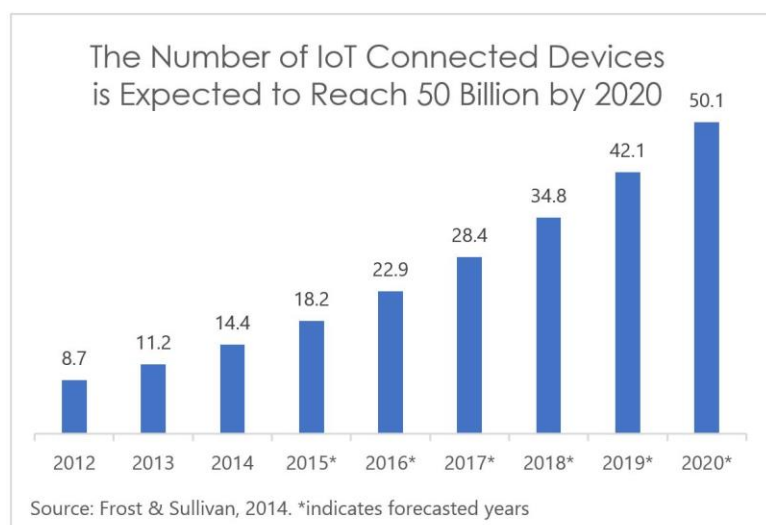 The Number of IoT Connected Devices
is Expected to Reach 50 Billion by 2020
50.1
42.1
34.8
28.4
22.9
18.2
14.4
11.2
8.7
2012 2013 2014 2015* 2016* 2017* 2018* 2019* 2020*
Source: Frost & Sullivan, 2014. *indicates forecasted years